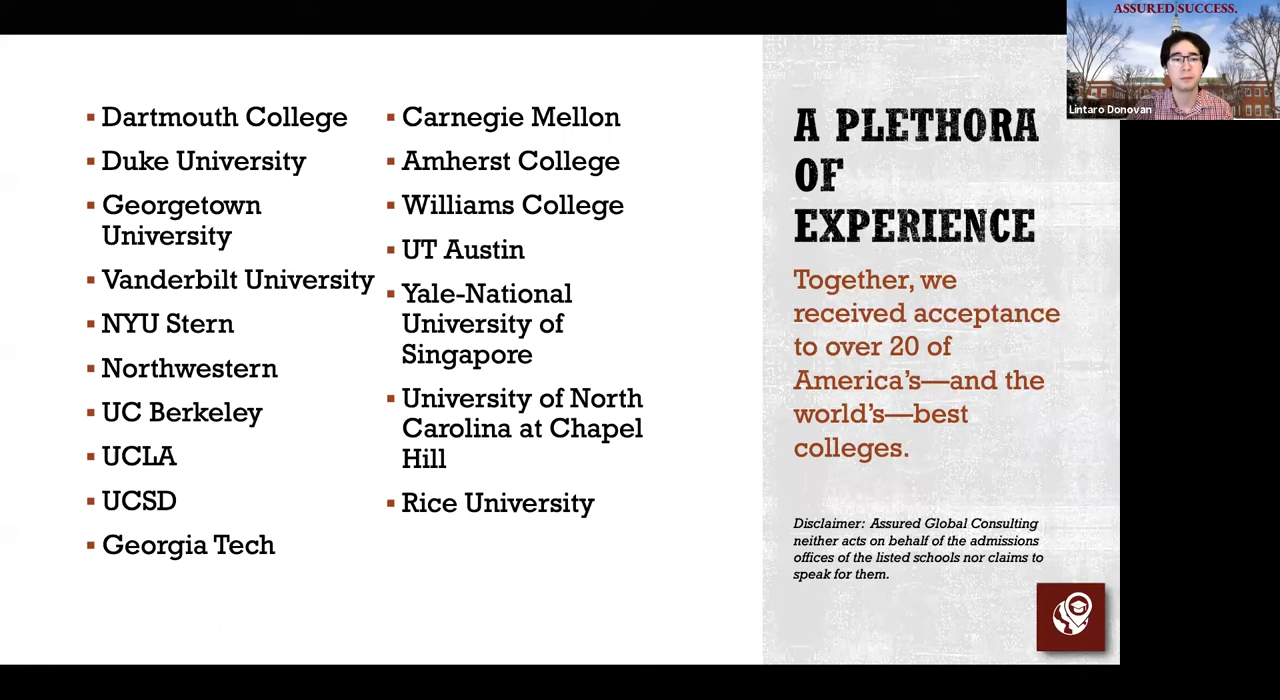 ASSURED SUCCESS.
Lintaro Donovan
▪ Dartmouth College
▪ Duke University
▪ Georgetown
University
▪ Vanderbilt University
▪ NYU Stern
▪ Northwestern
▪ UC Berkeley
▪ UCLA
▪ UCSD
▪ Georgia Tech
▪ Carnegie Mellon
▪ Amherst College
▪ Williams College
▪ UT Austin
▪ Yale-National
University of
Singapore
▪ University of North
Carolina at Chapel
Hill
▪ Rice University
A PLETHORA
OF
EXPERIENCE
Together, we
received acceptance
to over 20 of
America's—and the
world's—best
colleges.
Disclaimer: Assured Global Consulting
neither acts on behalf of the admissions
offices of the listed schools nor claims to
speak for them.